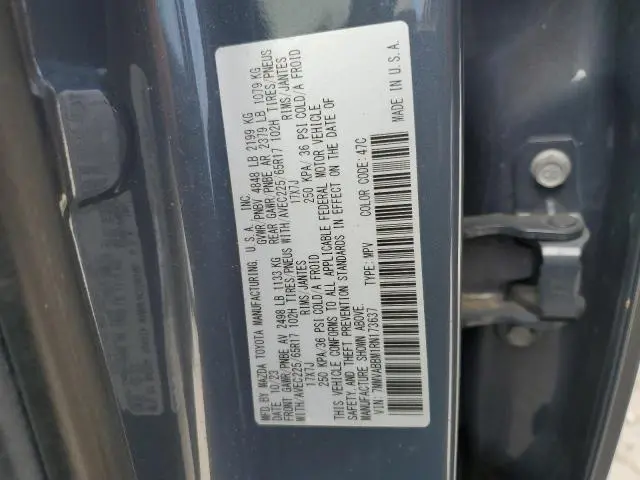 MFD.BY MAZDA TOYOTA MANUFACTURING, U.S.A. INC.
DATE 10/23 GVWR/PNBV 4848 LB 2199 KG
FRONT GAWR/PNBE AV 2498 LB 1133 KG REAR GAWR/PNBE AR 2379 LB 1079 KG
WITH/AVEC225/65R17 102H TIRES/PNEUS WITH/AVEC225/65R17 102H TIRES/PNEUS
17X7J RIMS/JANTES 17X7J RIMS/JANTES
250 KPA/36 PSI COLD/A FROID 250 KPA/36 PSI COLD/A FROID
THIS VEHICLE CONFORMS TO ALL APPLICABLE FEDERAL MOTOR VEHICLE
SAFETY AND THEFT PREVENTION STANDARDS IN EFFECT ON THE DATE OF
MANUFACTURE SHOWN ABOVE.
VIN: 7MMVABBM1RN173637 TYPE: MPV COLOR CODE: 47C
MADE IN U.S.A.